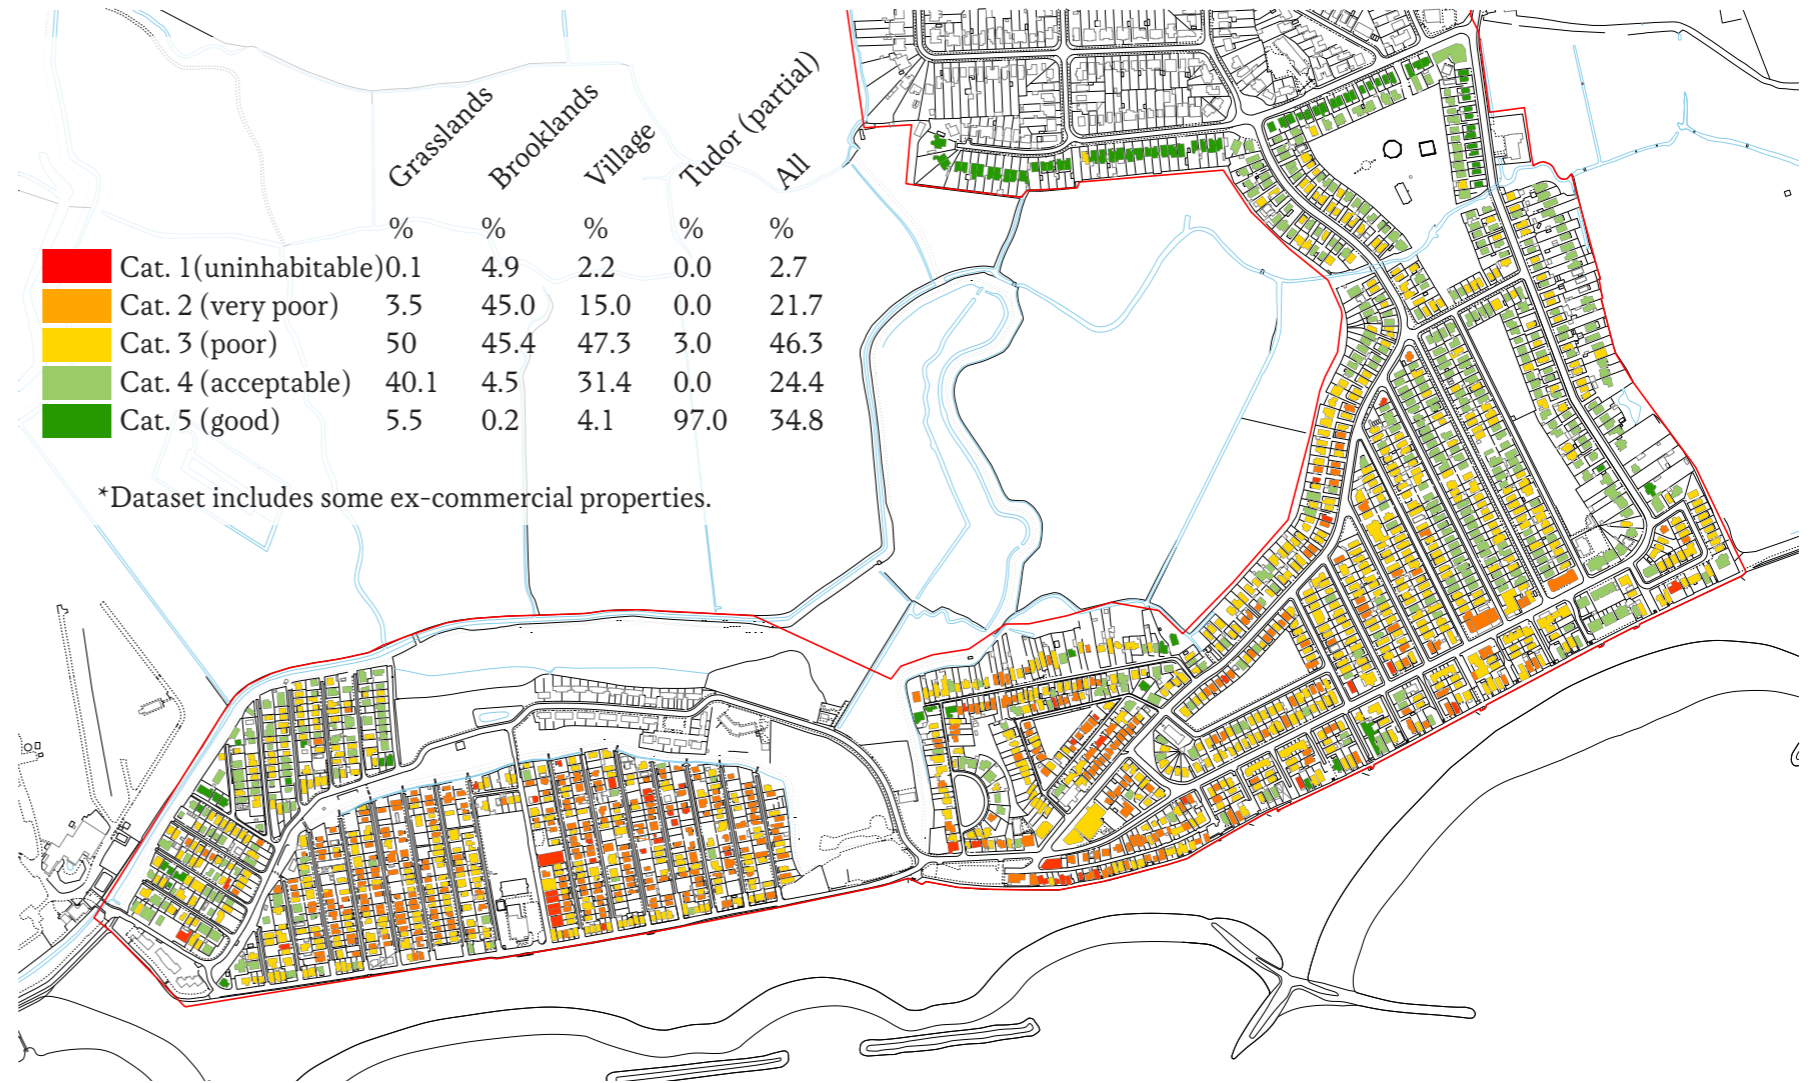 Grasslands Brooklands Village Tudor (partial) All
% % % % %
Cat. 1(uninhabitable) 0.1 4.9 2.2 0.0 2.7
Cat. 2 (very poor) 3.5 45.0 15.0 0.0 21.7
Cat. 3 (poor) 50 45.4 47.3 3.0 46.3
Cat. 4 (acceptable) 40.1 4.5 31.4 0.0 24.4
Cat. 5 (good) 5.5 0.2 4.1 97.0 34.8
*Dataset includes some ex-commercial properties.